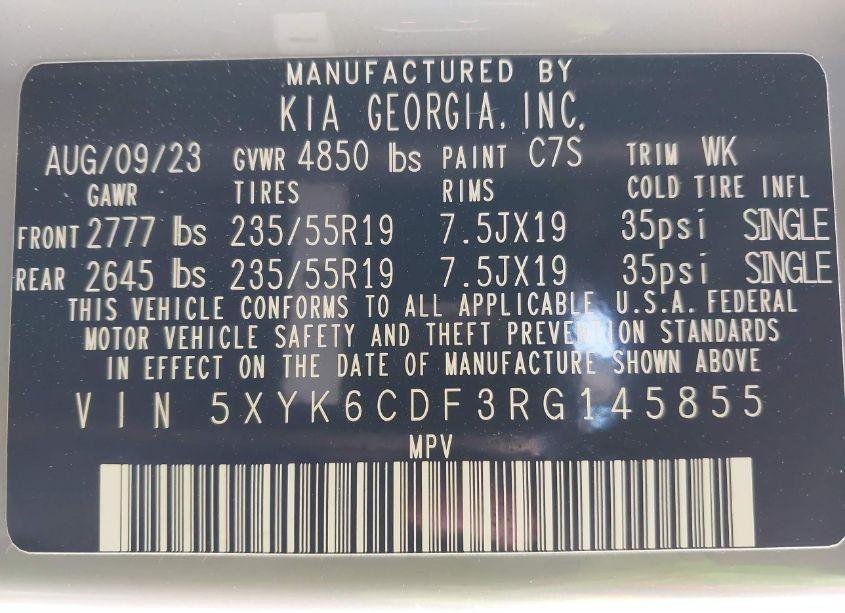 MANUFACTURED BY
KIA GEORGIA, INC.
AUG/09/23 GVWR 4850 lbs PAINT C7S TRIM WK
GAWR TIRES RIMS COLD TIRE INFL
FRONT 2777 lbs 235/55R19 7.5JX19 35psi SINGLE
REAR 2645 lbs 235/55R19 7.5JX19 35psi SINGLE
THIS VEHICLE CONFORMS TO ALL APPLICABLE U.S.A. FEDERAL
MOTOR VEHICLE SAFETY AND THEFT PREVENTION STANDARDS
IN EFFECT ON THE DATE OF MANUFACTURE SHOWN ABOVE
VIN 5XYK6CDF3RG145855
MPV